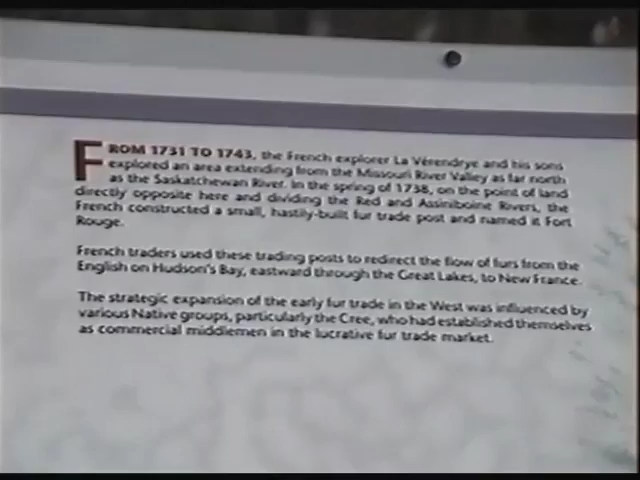 FROM 1731 TO 1743, the French explorer La Vérendrye and his sons
explored an area extending from the Missouri River Valley as far north
as the Saskatchewan River. In the spring of 1738, on the point of land
directly opposite here and dividing the Red and Assiniboine Rivers, the
French constructed a small, hastily-built fur trade post and named it Fort
Rouge.
French traders used these trading posts to redirect the flow of furs from the
English on Hudson's Bay, eastward through the Great Lakes, to New France.
The strategic expansion of the early fur trade in the West was influenced by
various Native groups, particularly the Cree, who had established themselves
as commercial middlemen in the lucrative fur trade market.